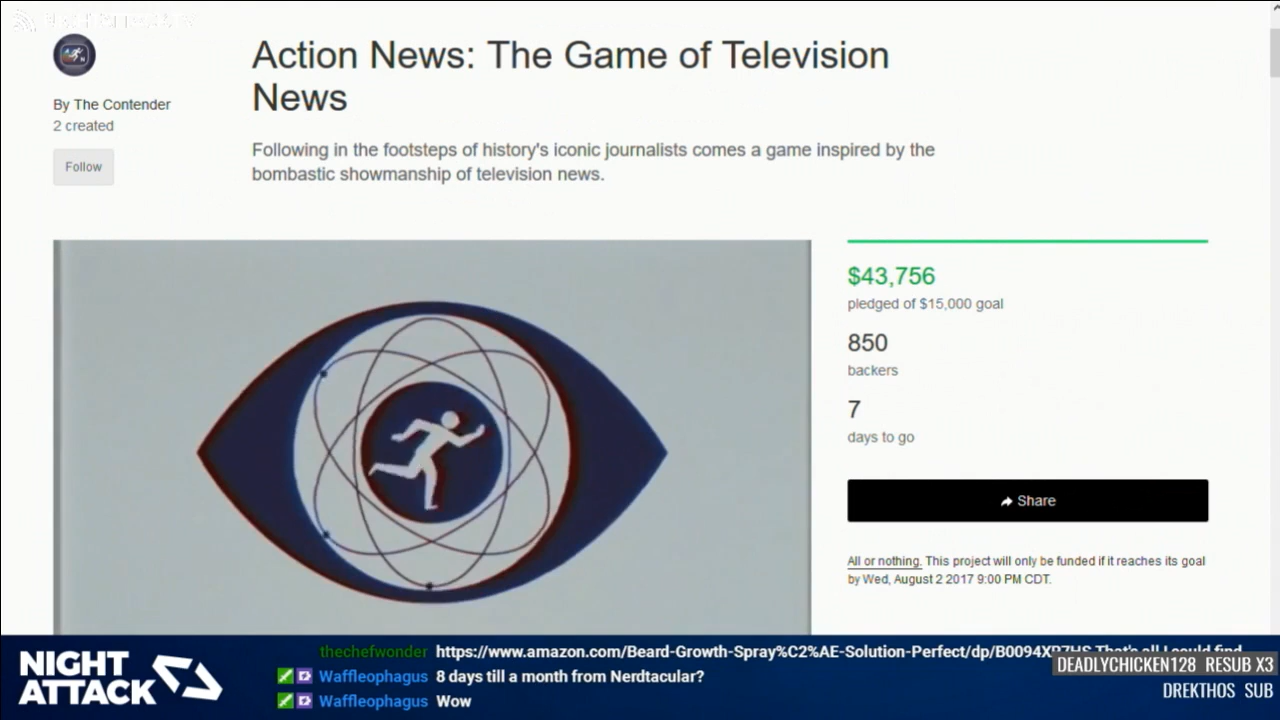 By The Contender
2 created
Follow
Action News: The Game of Television
News
Following in the footsteps of history's iconic journalists comes a game inspired by the
bombastic showmanship of television news.
$43,756
pledged of $15,000 goal
850
backers
7
days to go
Share
All or nothing. This project will only be funded if it reaches its goal
by Wed, August 2 2017 9:00 PM CDT.
NIGHT
ATTACK
thechefwonder https://www.amazon.com/Beard-Growth-Spray%C2%AE-Solution-Perfect/dp/ That's all I could find
Waffleophagus 8 days till a month from Nerdtacular?
Waffleophagus Wow
DEADLYCHICKEN128 RESUB X3
DREKTHOS SUB